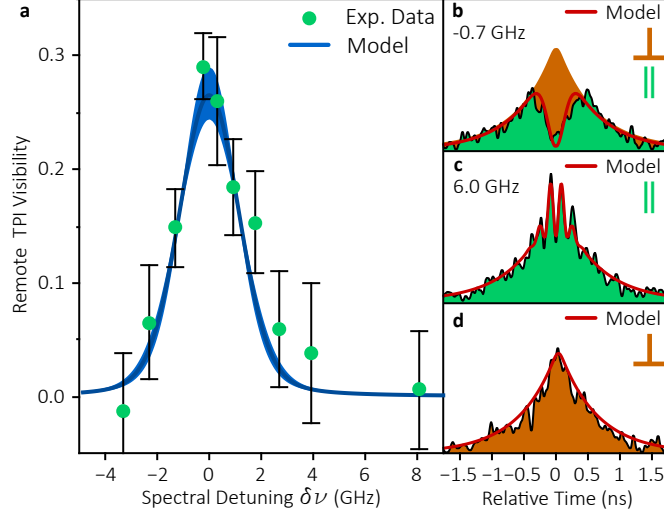 a
Exp. Data
Model
Remote TPI Visibility
0.3
0.2
0.1
0.0
−4 −2 0 2 4 6 8
Spectral Detuning δν (GHz)
b
Model
-0.7 GHz
c
Model
6.0 GHz
d
Model
−1.5 −1 −0.5 0 0.5 1 1.5
Relative Time (ns)